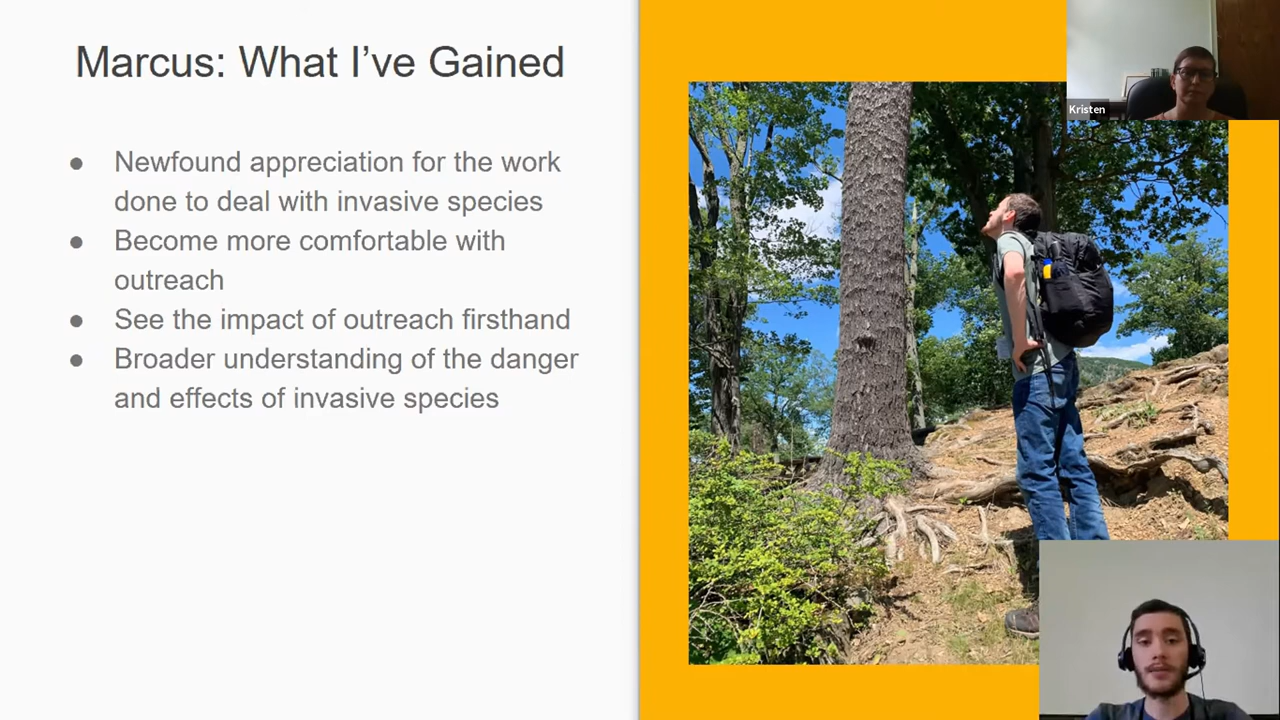 Marcus: What I’ve Gained
● Newfound appreciation for the work
done to deal with invasive species
● Become more comfortable with
outreach
● See the impact of outreach firsthand
● Broader understanding of the danger
and effects of invasive species
Kristen